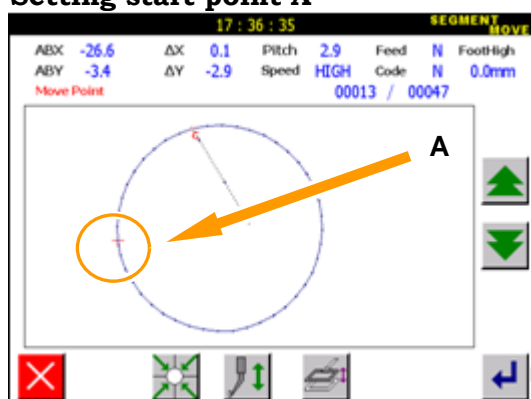 Setting start point A
17 : 36 : 35 SEGMENT MOVE
ABX -26.6 ΔX 0.1 Pitch 2.9 Feed N FootHigh
ABY -3.4 ΔY -2.9 Speed HIGH Code N 0.0mm
Move Point 00013 / 00047
A